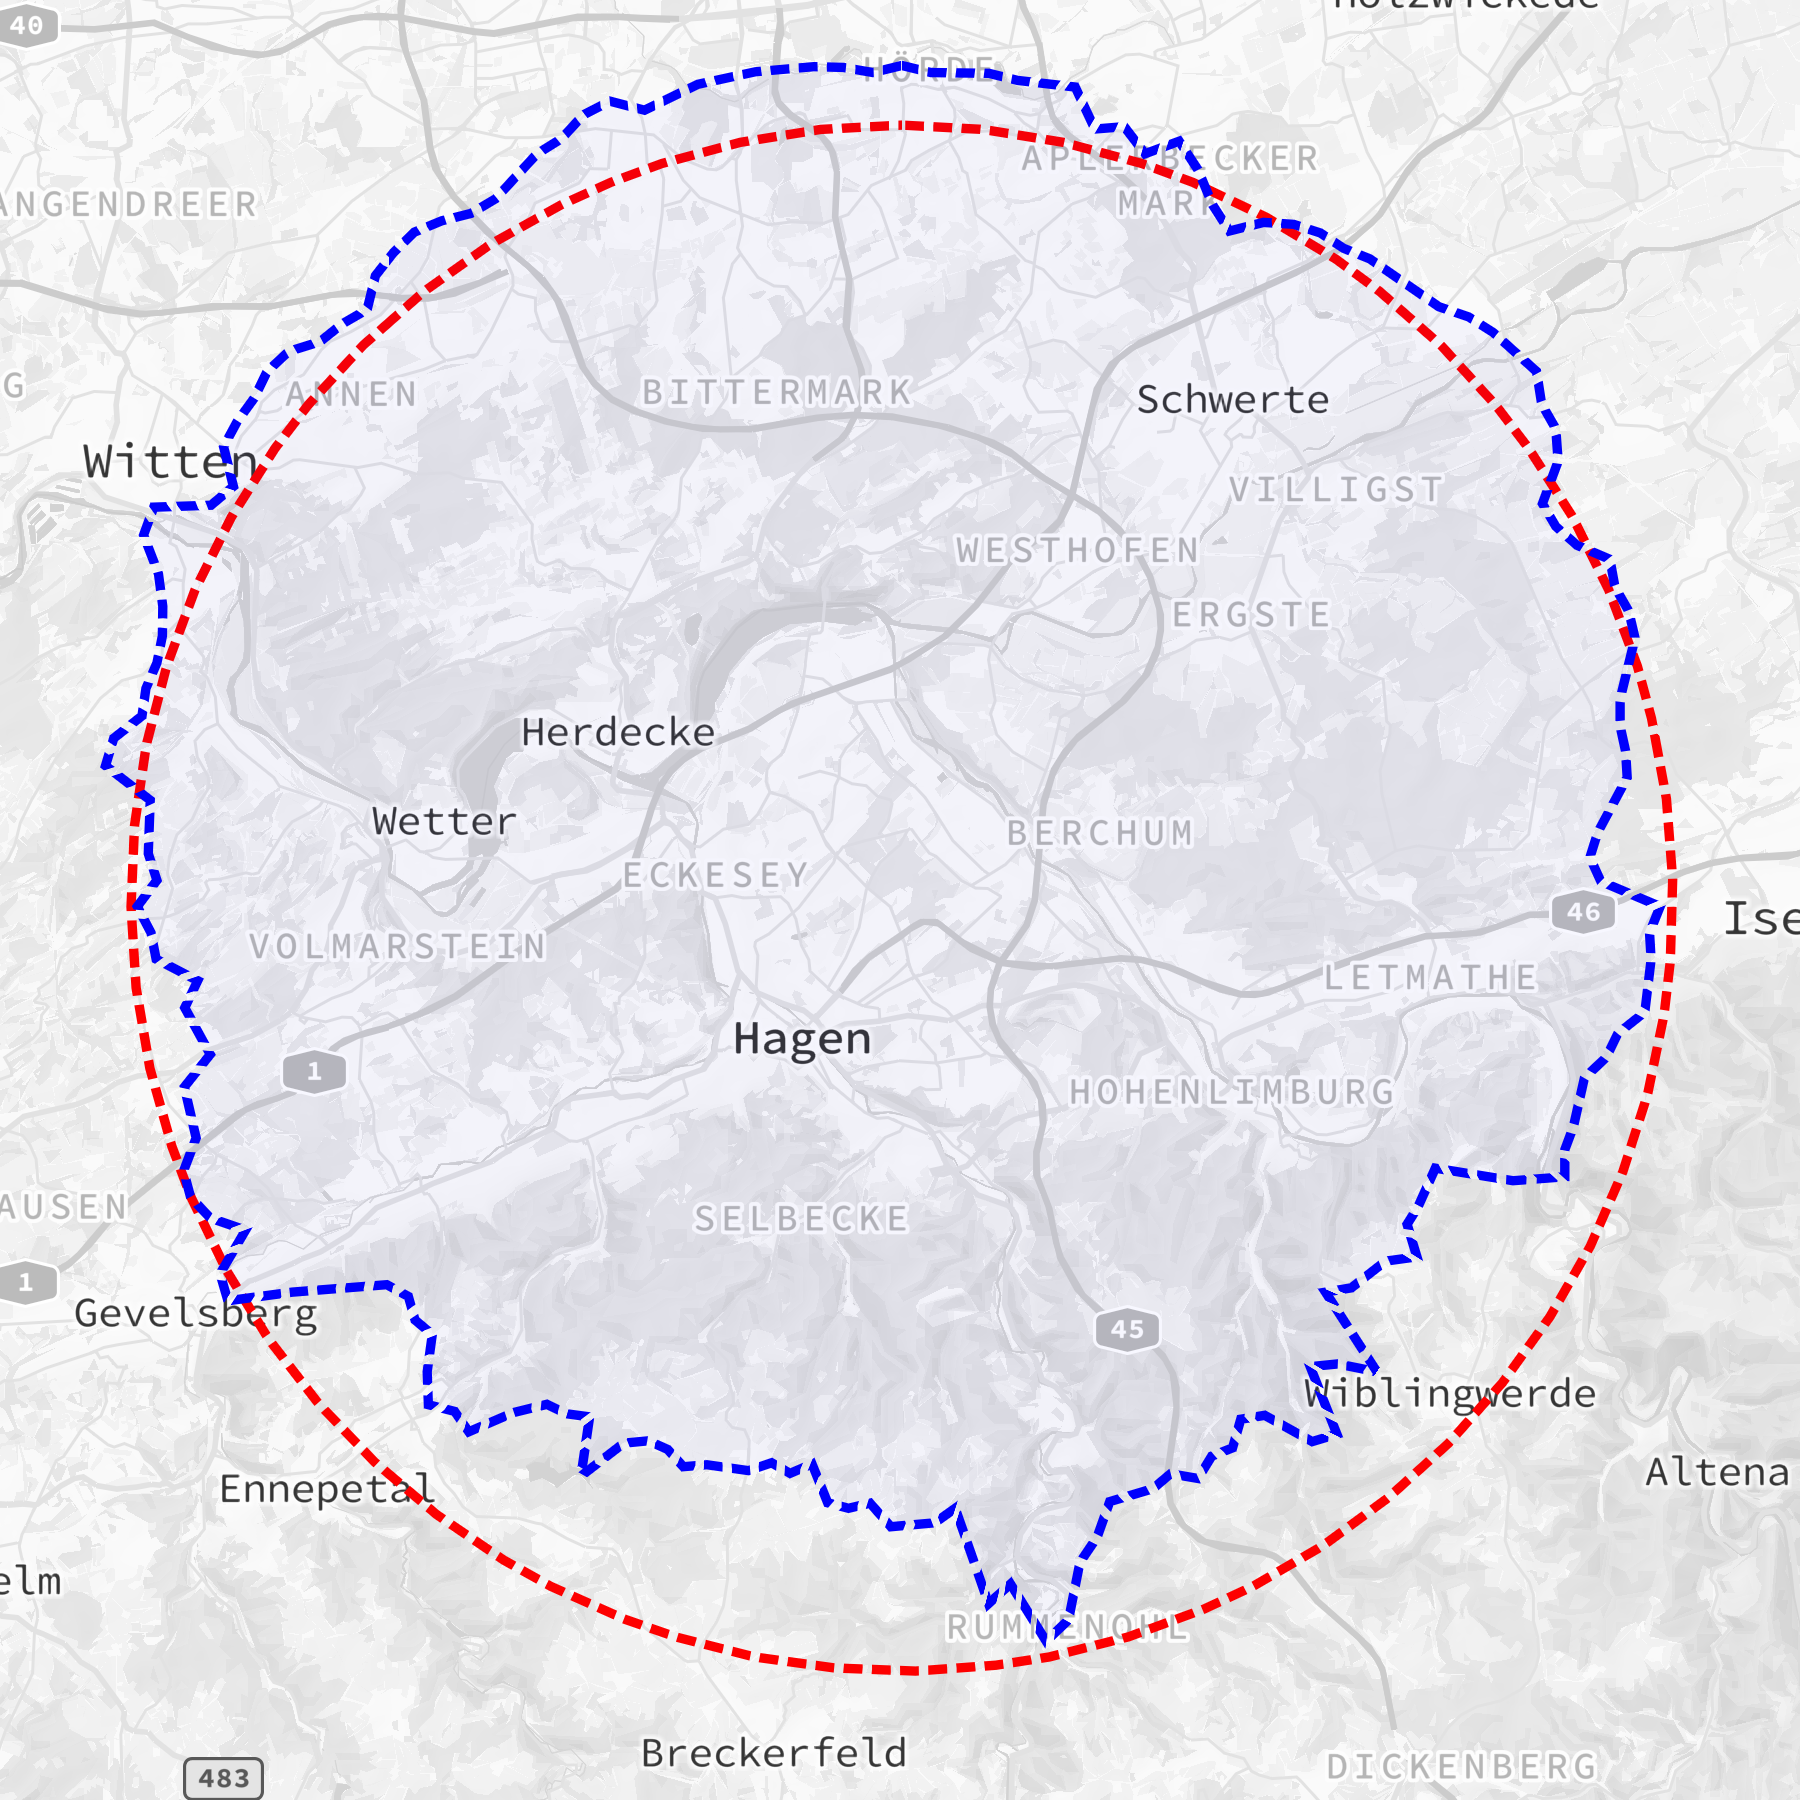 Holzwickede
40
HÖRDE
APLERBECKER
MARK
ANGENDREER
G
ANNEN
BITTERMARK
Schwerte
Witten
VILLIGST
WESTHOFEN
ERGSTE
Herdecke
Wetter
BERCHUM
ECKESEY
46
Ise
VOLMARSTEIN
LETMATHE
Hagen
1
HOHENLIMBURG
AUSEN
SELBECKE
1
Gevelsberg
45
Wiblingwerde
Ennepetal
Altena
elm
RUMMENOHL
Breckerfeld
DICKENBERG
483